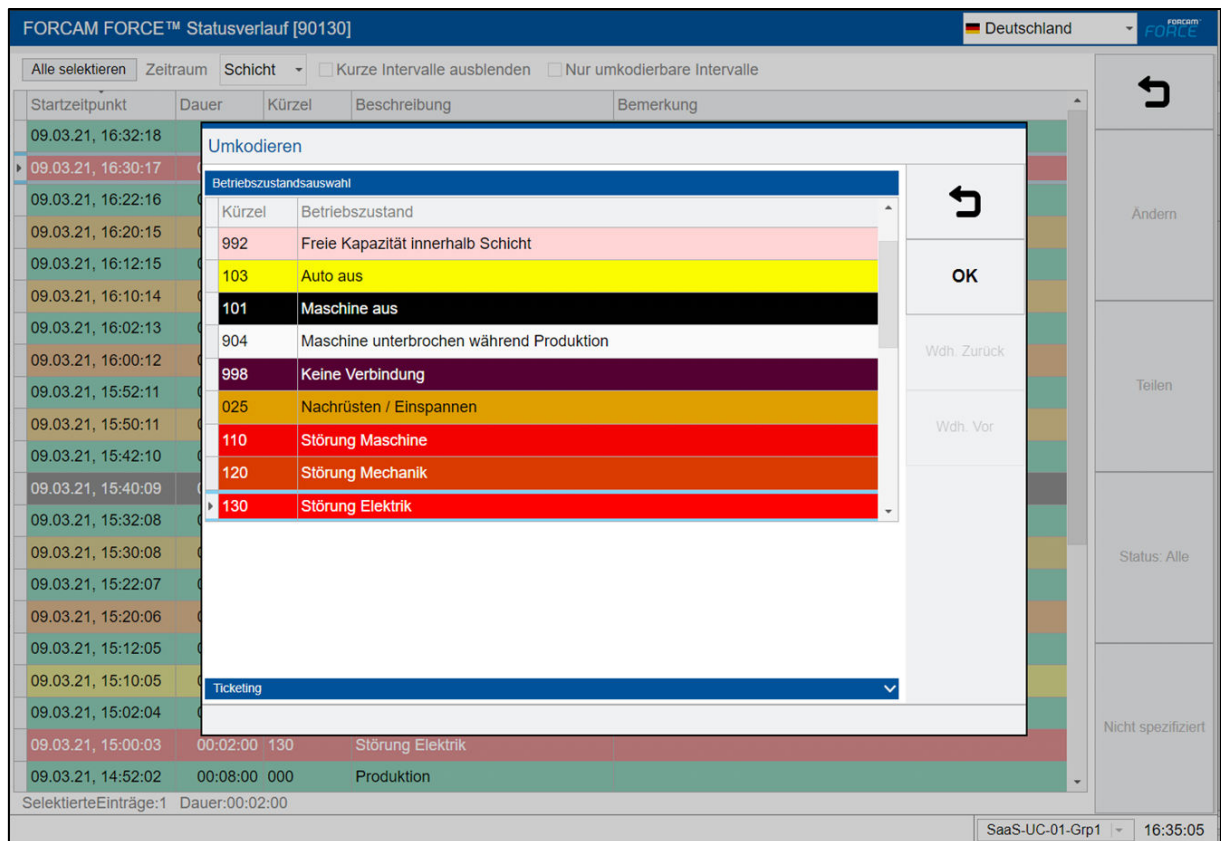 FORCAM FORCE™ Statusverlauf [90130] Deutschland FORCAM FORCE
Alle selektieren Zeitraum Schicht Kurze Intervalle ausblenden Nur umkodierbare Intervalle
Startzeitpunkt Dauer Kürzel Beschreibung Bemerkung
09.03.21, 16:32:18
09.03.21, 16:30:17
09.03.21, 16:22:16
09.03.21, 16:20:15
09.03.21, 16:12:15
09.03.21, 16:10:14
09.03.21, 16:02:13
09.03.21, 16:00:12
09.03.21, 15:52:11
09.03.21, 15:50:11
09.03.21, 15:42:10
09.03.21, 15:40:09
09.03.21, 15:32:08
09.03.21, 15:30:08
09.03.21, 15:22:07
09.03.21, 15:20:06
09.03.21, 15:12:05
09.03.21, 15:10:05
09.03.21, 15:02:04
09.03.21, 15:00:03 00:02:00 130 Störung Elektrik
09.03.21, 14:52:02 00:08:00 000 Produktion
SelektierteEinträge:1 Dauer:00:02:00
Umkodieren
Betriebszustandsauswahl
Kürzel Betriebszustand
992 Freie Kapazität innerhalb Schicht
103 Auto aus
101 Maschine aus
904 Maschine unterbrochen während Produktion
998 Keine Verbindung
025 Nachrüsten / Einspannen
110 Störung Maschine
120 Störung Mechanik
130 Störung Elektrik
Ticketing
OK
Wdh. Zurück
Wdh. Vor
Ändern
Teilen
Status: Alle
Nicht spezifiziert
SaaS-UC-01-Grp1 16:35:05